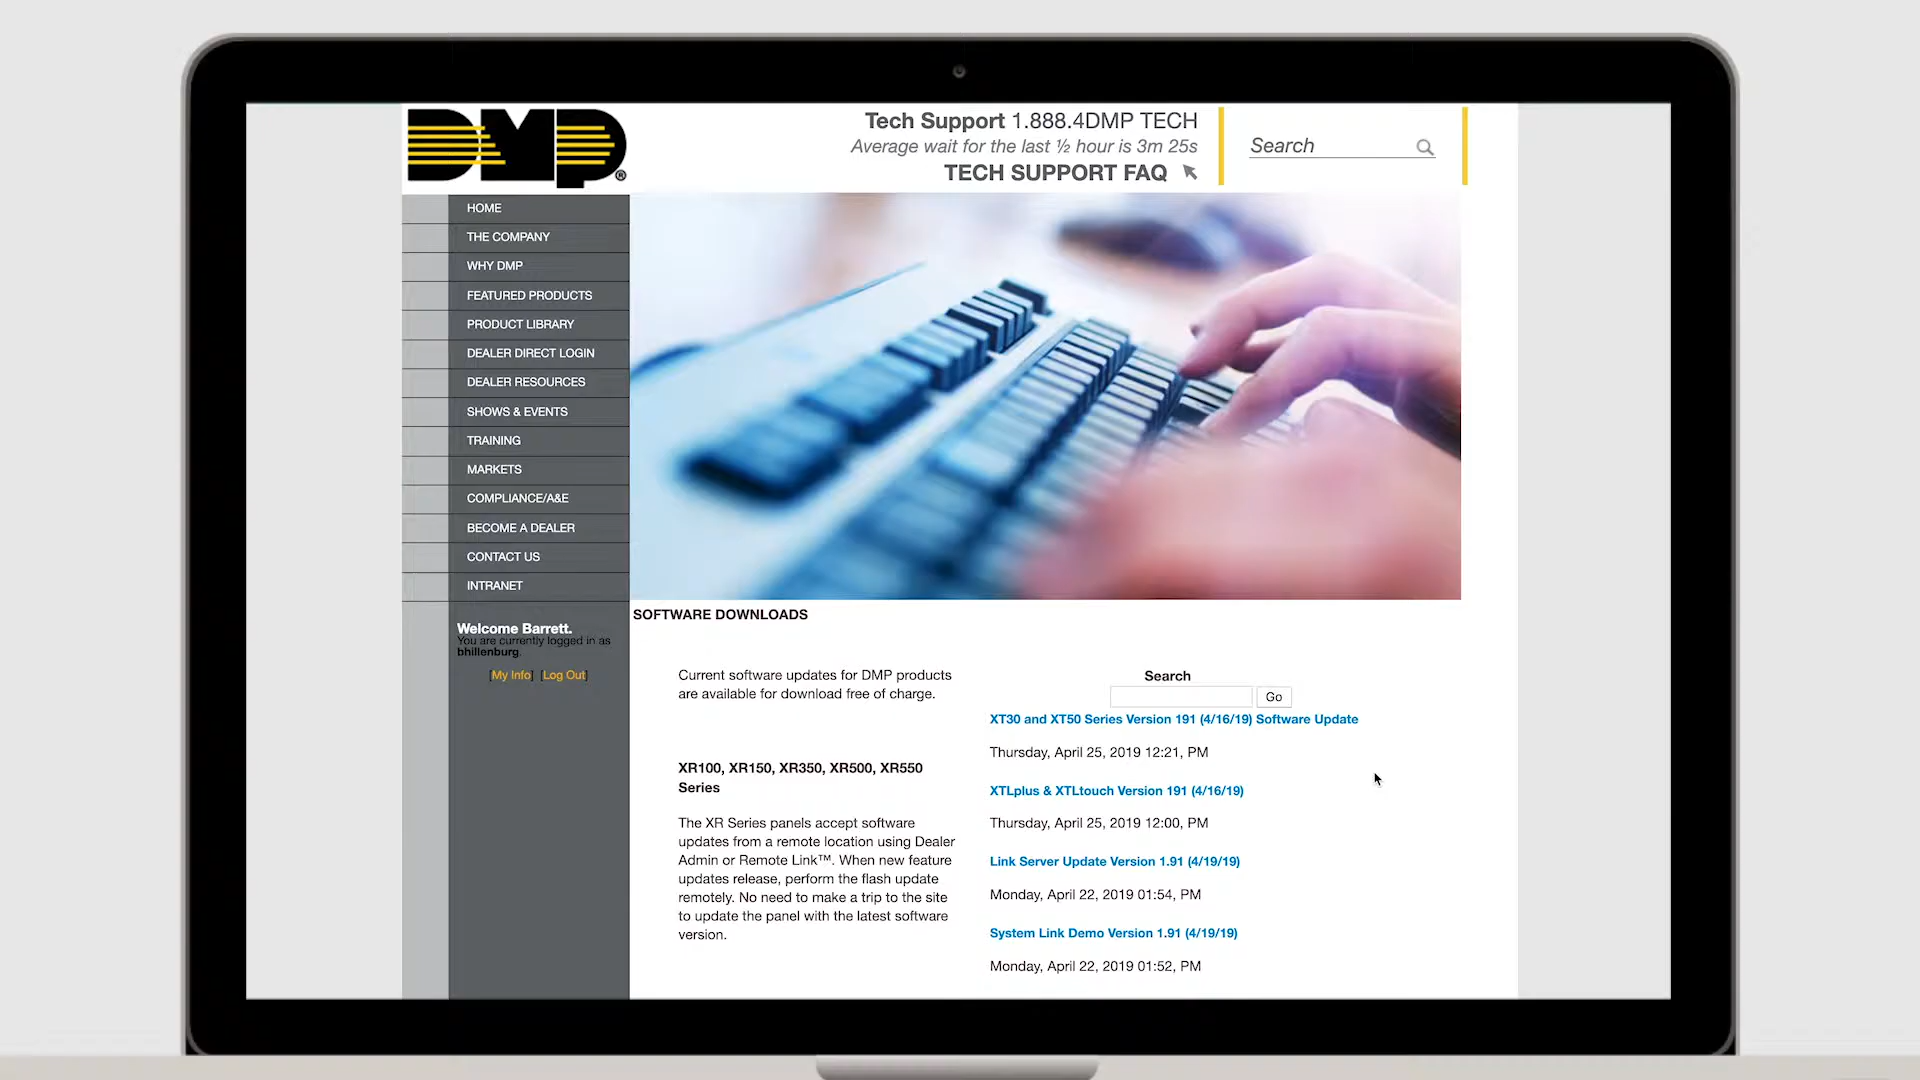 DMP®
Tech Support 1.888.4DMP TECH
Average wait for the last ½ hour is 3m 25s
TECH SUPPORT FAQ
Search
HOME
THE COMPANY
WHY DMP
FEATURED PRODUCTS
PRODUCT LIBRARY
DEALER DIRECT LOGIN
DEALER RESOURCES
SHOWS & EVENTS
TRAINING
MARKETS
COMPLIANCE/A&E
BECOME A DEALER
CONTACT US
INTRANET
Welcome Barrett.
You are currently logged in as
bhillenburg.
[My Info] [Log Out]
SOFTWARE DOWNLOADS
Current software updates for DMP products
are available for download free of charge.
XR100, XR150, XR350, XR500, XR550
Series
The XR Series panels accept software
updates from a remote location using Dealer
Admin or Remote Link™. When new feature
updates release, perform the flash update
remotely. No need to make a trip to the site
to update the panel with the latest software
version.
Search
Go
XT30 and XT50 Series Version 191 (4/16/19) Software Update
Thursday, April 25, 2019 12:21, PM
XTLplus & XTLtouch Version 191 (4/16/19)
Thursday, April 25, 2019 12:00, PM
Link Server Update Version 1.91 (4/19/19)
Monday, April 22, 2019 01:54, PM
System Link Demo Version 1.91 (4/19/19)
Monday, April 22, 2019 01:52, PM